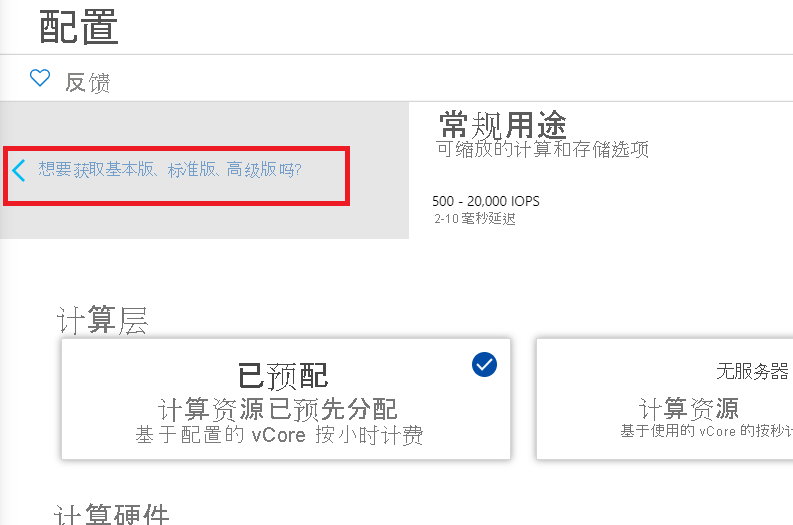 配置
反馈
想要获取基本版、标准版、高级版吗?
常规用途
可缩放的计算和存储选项
500 - 20,000 IOPS
2-10 毫秒延迟
计算层
已预配
计算资源已预先分配
基于配置的 vCore 按小时计费
无服务器
计算资源
基于使用的 vCore 的按秒计
计算硬件